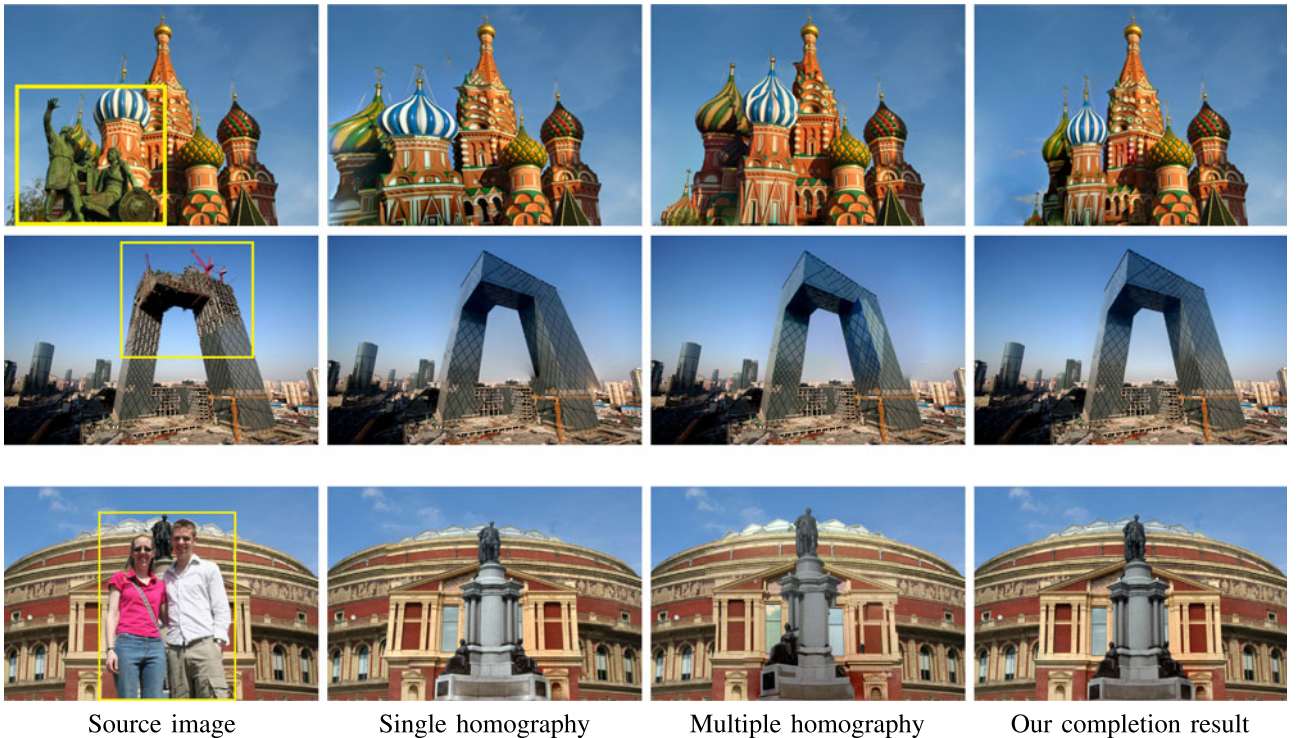 Source image
Single homography
Multiple homography
Our completion result